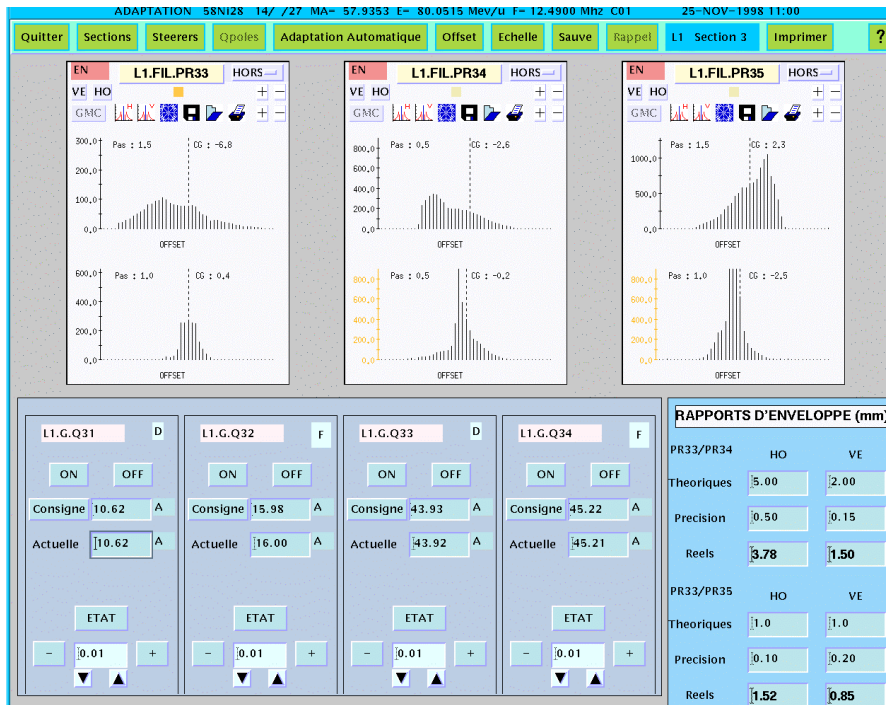 ADAPTATION 58Ni28 14/ /27 MA= 57.9353 E= 80.0515 Mev/u F= 12.4900 Mhz C01 25-NOV-1998 11:00
Quitter Sections Steerers Qpoles Adaptation Automatique Offset Echelle Sauve Rappel L1 Section 3 Imprimer ?
EN L1.FIL.PR33 HORS
VE HO + −
GMC H V + −
300.0 Pas : 1.5 CG : -6.8
200.0
100.0
0.0
OFFSET
600.0 Pas : 1.0 CG : 0.4
400.0
200.0
0.0
OFFSET
EN L1.FIL.PR34 HORS
VE HO + −
GMC H V + −
800.0 Pas : 0.5 CG : -2.6
600.0
400.0
200.0
0.0
OFFSET
800.0 Pas : 0.5 CG : -0.2
600.0
400.0
200.0
0.0
OFFSET
EN L1.FIL.PR35 HORS
VE HO + −
GMC H V + −
1000.0 Pas : 1.5 CG : 2.3
500.0
0.0
OFFSET
800.0 Pas : 1.0 CG : -2.5
600.0
400.0
200.0
0.0
OFFSET
L1.G.Q31 D
ON OFF
Consigne 10.62 A
Actuelle 10.62 A
ETAT
− 0.01 +
L1.G.Q32 F
ON OFF
Consigne 15.98 A
Actuelle 16.00 A
ETAT
− 0.01 +
L1.G.Q33 D
ON OFF
Consigne 43.93 A
Actuelle 43.92 A
ETAT
− 0.01 +
L1.G.Q34 F
ON OFF
Consigne 45.22 A
Actuelle 45.21 A
ETAT
− 0.01 +
RAPPORTS D'ENVELOPPE (mm)
PR33/PR34 HO VE
Theoriques 5.00 2.00
Precision 0.50 0.15
Reels 3.78 1.50
PR33/PR35 HO VE
Theoriques 1.0 1.0
Precision 0.10 0.20
Reels 1.52 0.85